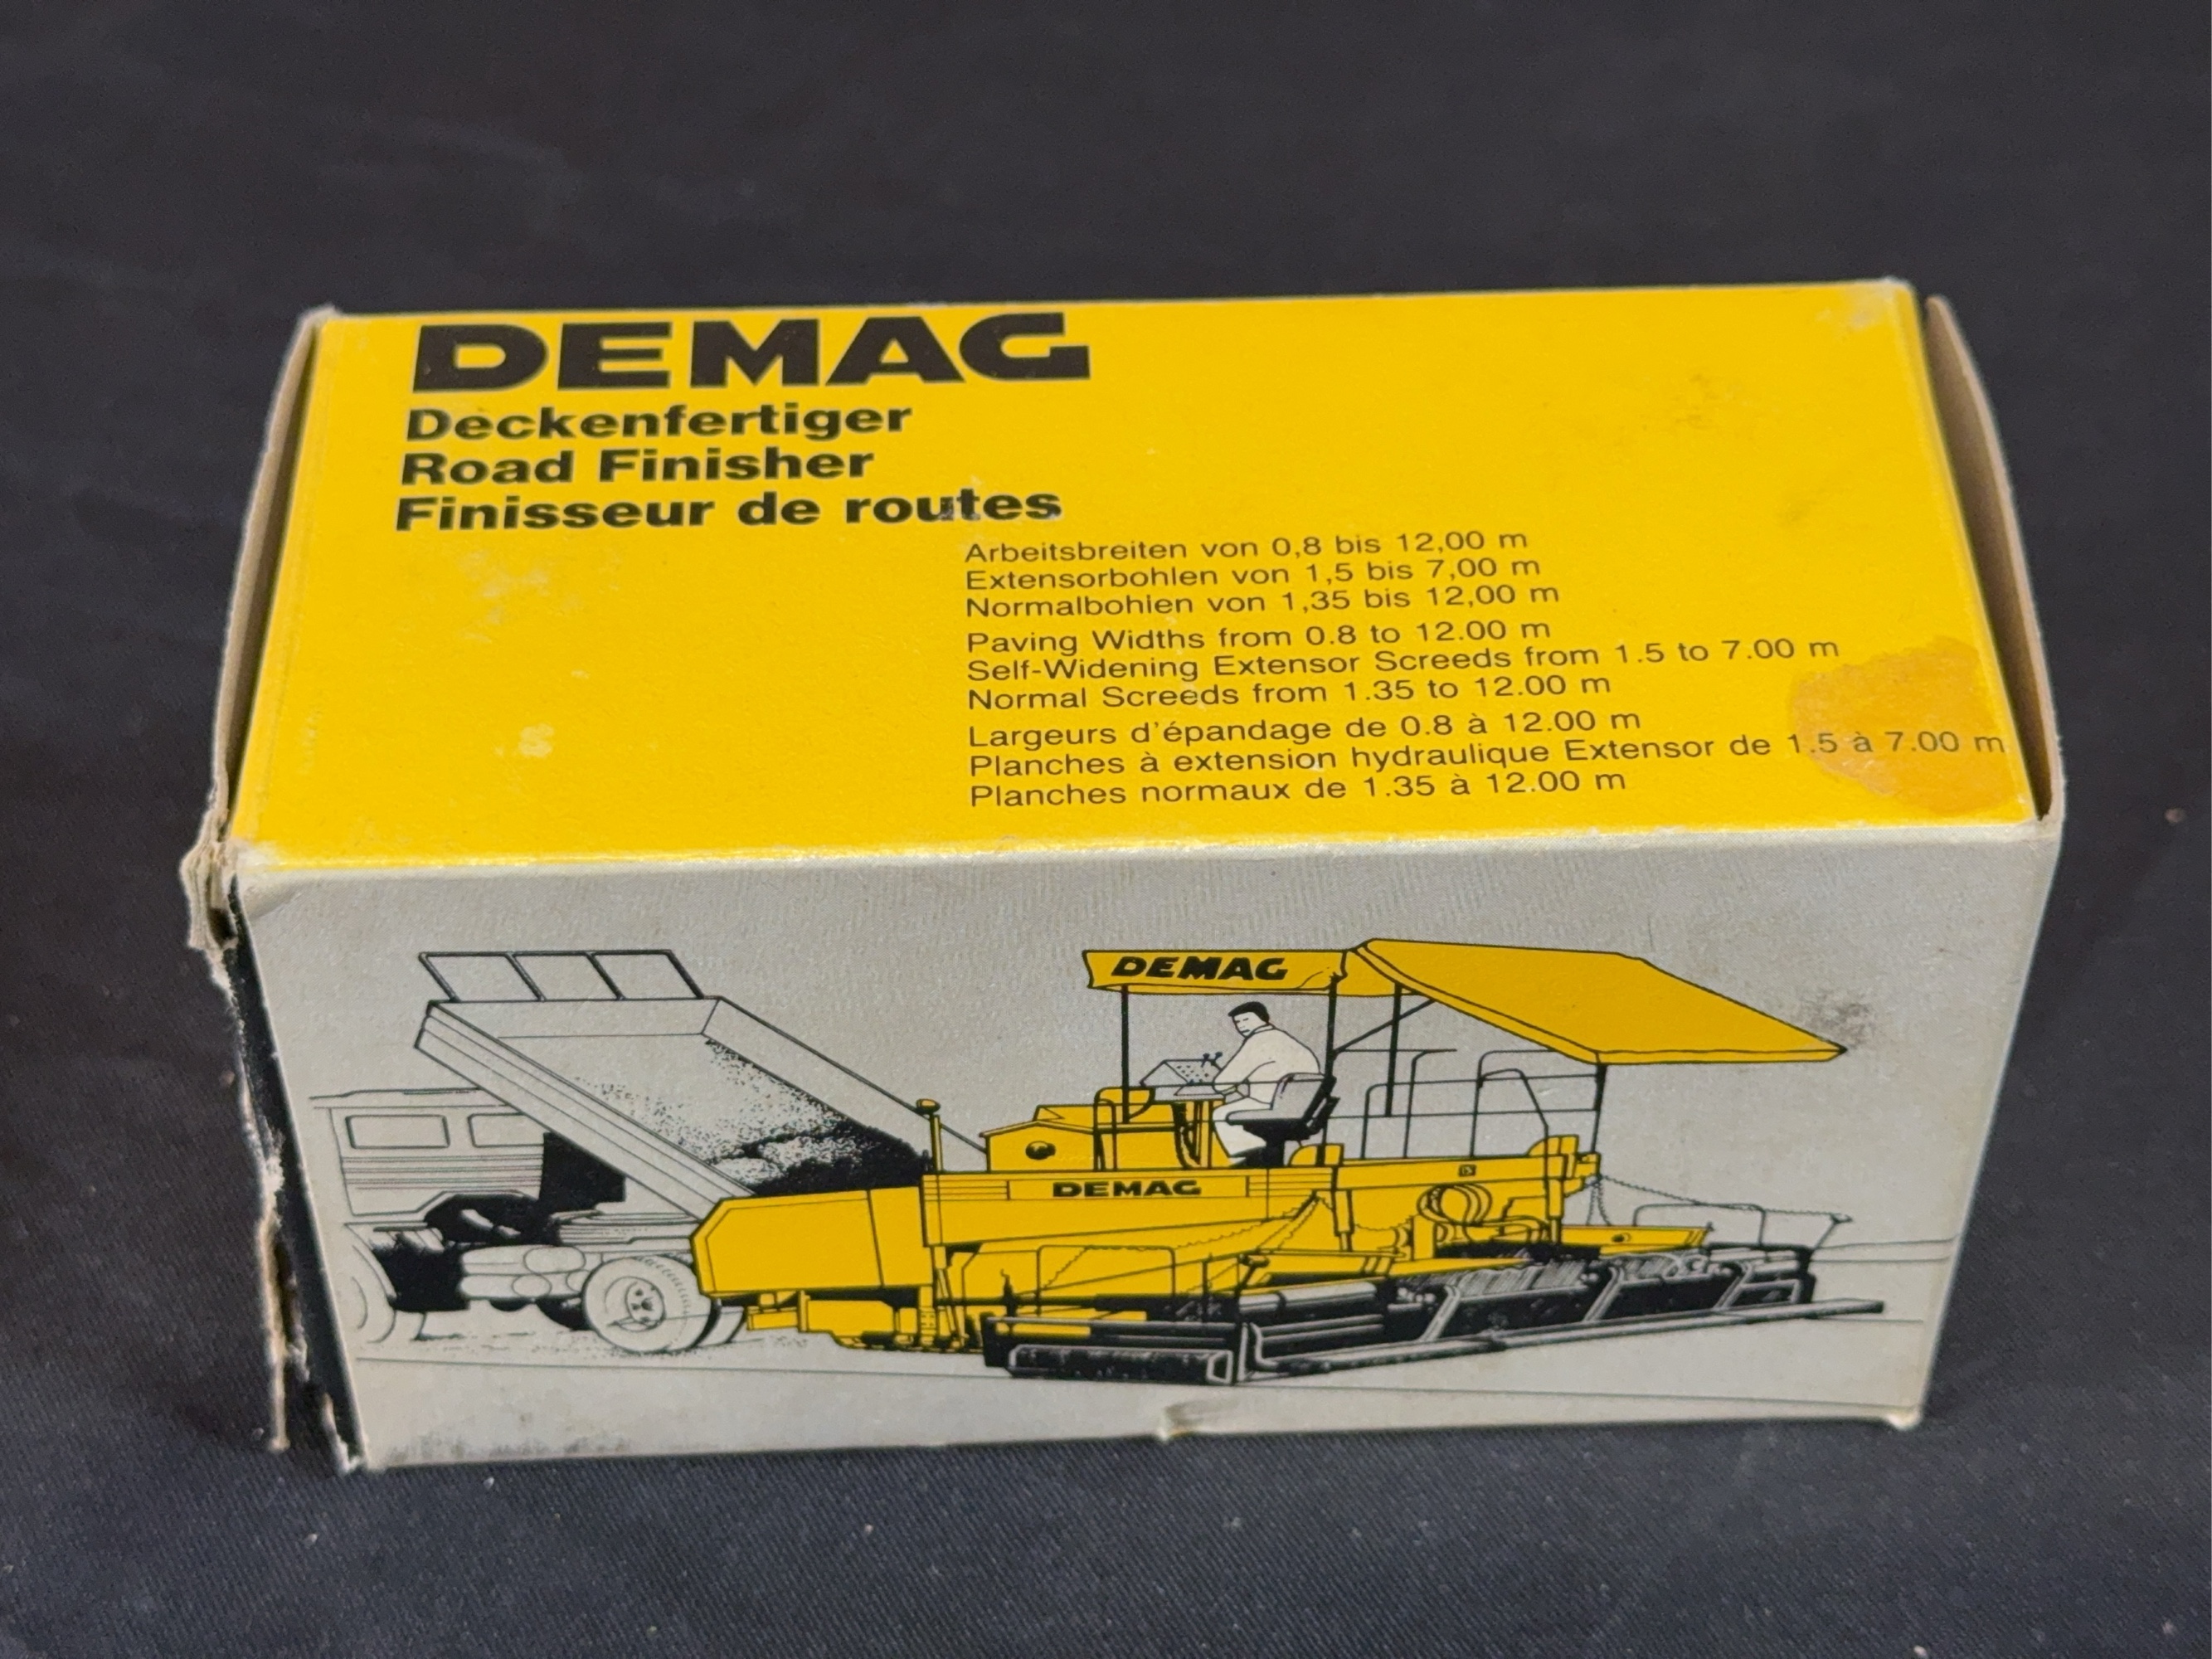 DEMAG
Deckenfertiger
Road Finisher
Finisseur de routes
Arbeitsbreiten von 0,8 bis 12,00 m
Extensorbohlen von 1,5 bis 7,00 m
Normalbohlen von 1,35 bis 12,00 m
Paving Widths from 0.8 to 12.00 m
Self-Widening Extensor Screeds from 1.5 to 7.00 m
Normal Screeds from 1.35 to 12.00 m
Largeurs d'épandage de 0.8 à 12.00 m
Planches à extension hydraulique Extensor de 1.5 à 7.00 m
Planches normaux de 1.35 à 12.00 m
DEMAG
DEMAG